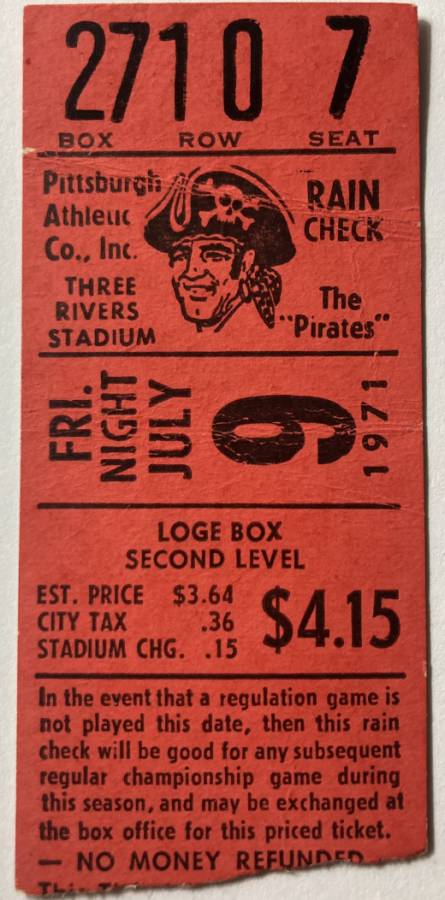 2710 7
BOX ROW SEAT
Pittsburgh
Athletic
Co., Inc.
THREE
RIVERS
STADIUM
RAIN
CHECK
The
"Pirates"
FRI.
NIGHT
JULY
9
1971
LOGE BOX
SECOND LEVEL
EST. PRICE $3.64
CITY TAX .36
STADIUM CHG. .15
$4.15
In the event that a regulation game is
not played this date, then this rain
check will be good for any subsequent
regular championship game during
this season, and may be exchanged at
the box office for this priced ticket.
— NO MONEY REFUNDED